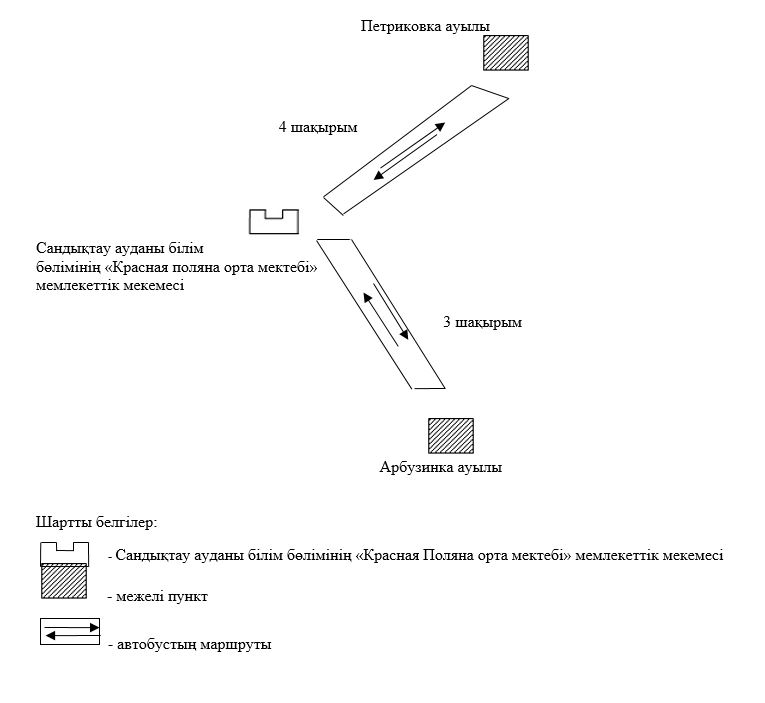 Петриковка ауылы
4 шақырым
Сандықтау ауданы білім
бөлімінің «Красная поляна орта мектебі»
мемлекеттік мекемесі
3 шақырым
Арбузинка ауылы
Шартты белгілер:
- Сандықтау ауданы білім бөлімінің «Красная Поляна орта мектебі» мемлекеттік мекемесі
- межелі пункт
- автобустың маршруты